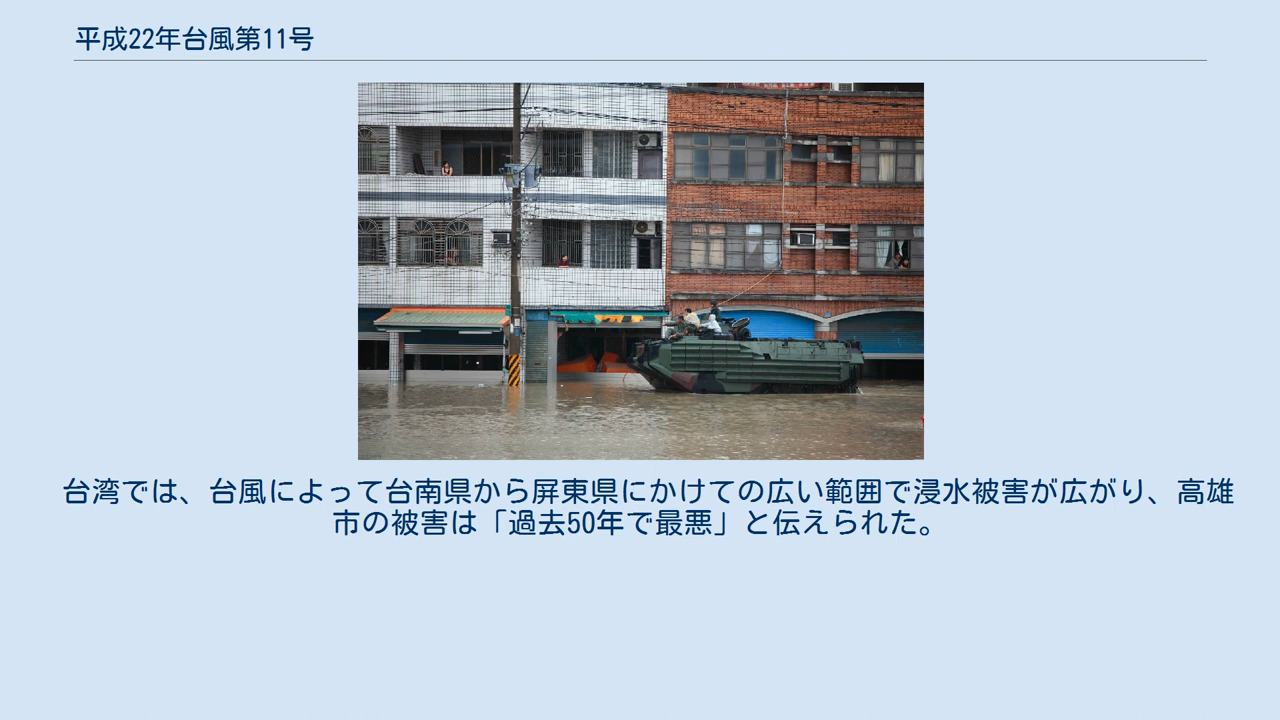 平成22年台風第11号
台湾では、台風によって台南県から屏東県にかけての広い範囲で浸水被害が広がり、高雄
市の被害は「過去50年で最悪」と伝えられた。